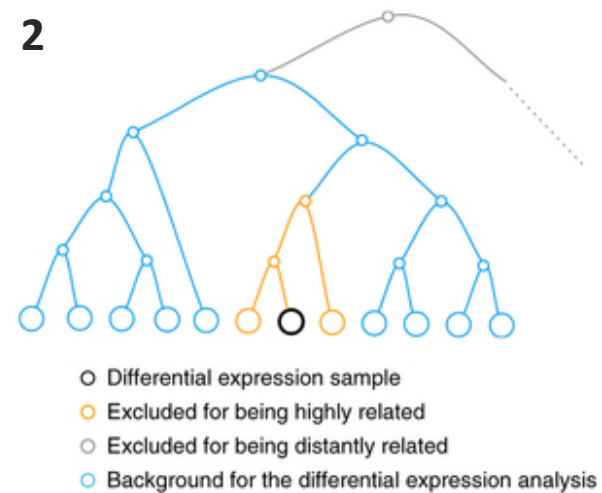 2
Differential expression sample
Excluded for being highly related
Excluded for being distantly related
Background for the differential expression analysis